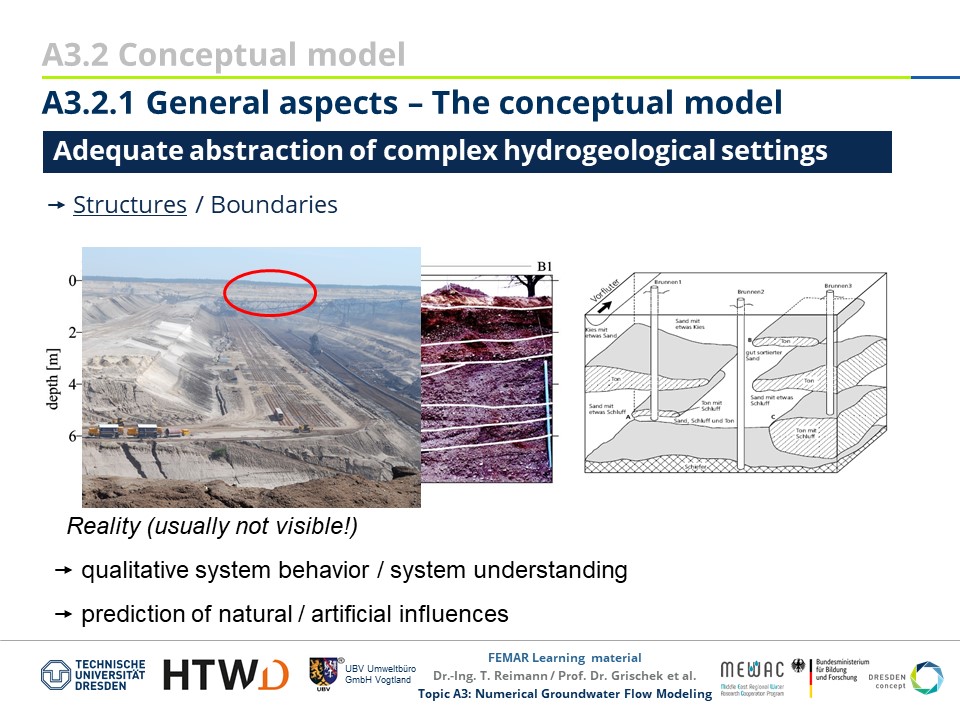 A3.2 Conceptual model
A3.2.1 General aspects – The conceptual model
Adequate abstraction of complex hydrogeological settings
→ Structures / Boundaries
B1
0
2
4
6
depth [m]
Vorfluter
Brunnen1
Brunnen2
Brunnen3
Kies mit
etwas Sand
Sand mit
etwas Kies
B
Ton
gut sortierter
Sand
Ton
Ton
Sand mit
etwas Schluff
A
Ton mit
Schluff
Sand, Schluff und Ton
Sand mit etwas
Schluff
C
Ton mit
Schluff
Schiefer
Reality (usually not visible!)
→ qualitative system behavior / system understanding
→ prediction of natural / artificial influences
TECHNISCHE
UNIVERSITÄT
DRESDEN
HTWD
UBV
®
UBV Umweltbüro
GmbH Vogtland
FEMAR Learning material
Dr.-Ing. T. Reimann / Prof. Dr. Grischek et al.
Topic A3: Numerical Groundwater Flow Modeling
MEWAC
Middle East Regional Water
Research Cooperation Program
Bundesministerium
für Bildung
und Forschung
DRESDEN
concept